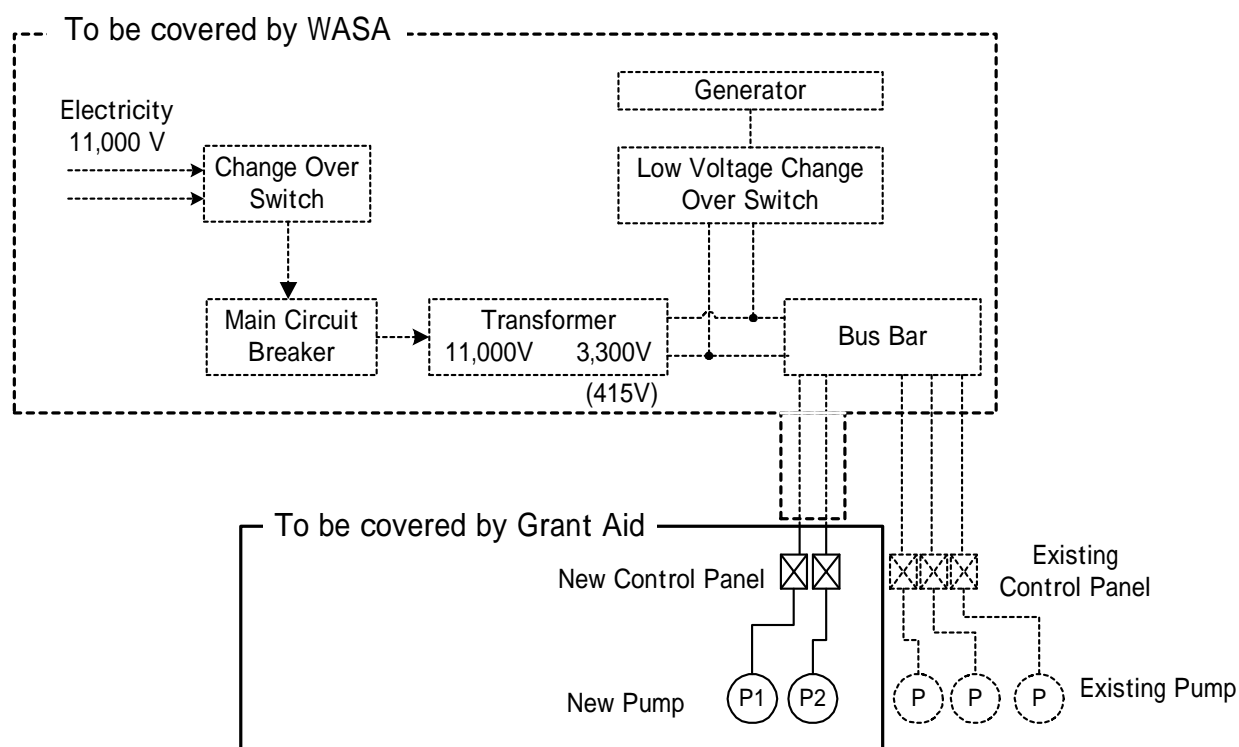 To be covered by WASA
Electricity
11,000 V
Change Over
Switch
Generator
Low Voltage Change
Over Switch
Main Circuit
Breaker
Transformer
11,000V 3,300V
(415V)
Bus Bar
To be covered by Grant Aid
New Control Panel
Existing
Control Panel
New Pump
P1
P2
P
P
P
Existing Pump